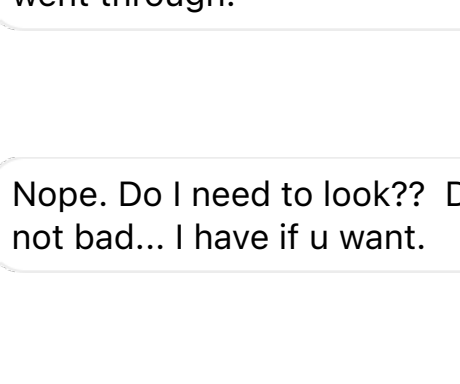 went through.
Nope. Do I need to look??
not bad... I have if u want.